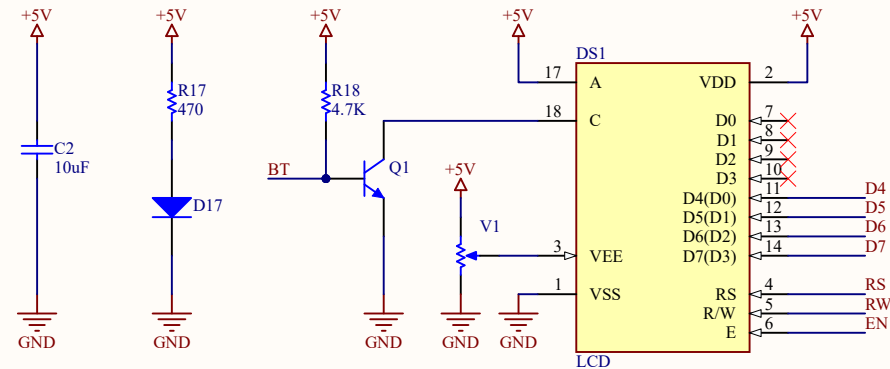 +5V
+5V
+5V
+5V
+5V
DS1
17
A
VDD
2
R17
470
R18
4.7K
18
C
D0
7
D1
8
D2
9
D3
10
C2
10uF
BT
Q1
+5V
D4(D0)
11
D4
D17
D5(D1)
12
D5
V1
D6(D2)
13
D6
3
VEE
D7(D3)
14
D7
1
VSS
RS
4
RS
R/W
5
RW
E
6
EN
GND
GND
GND
GND
GND
LCD